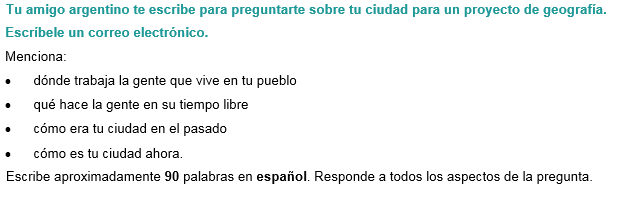 Tu amigo argentino te escribe para preguntarte sobre tu ciudad para un proyecto de geografía.
Escríbele un correo electrónico.
Menciona:
• dónde trabaja la gente que vive en tu pueblo
• qué hace la gente en su tiempo libre
• cómo era tu ciudad en el pasado
• cómo es tu ciudad ahora.
Escribe aproximadamente 90 palabras en español. Responde a todos los aspectos de la pregunta.